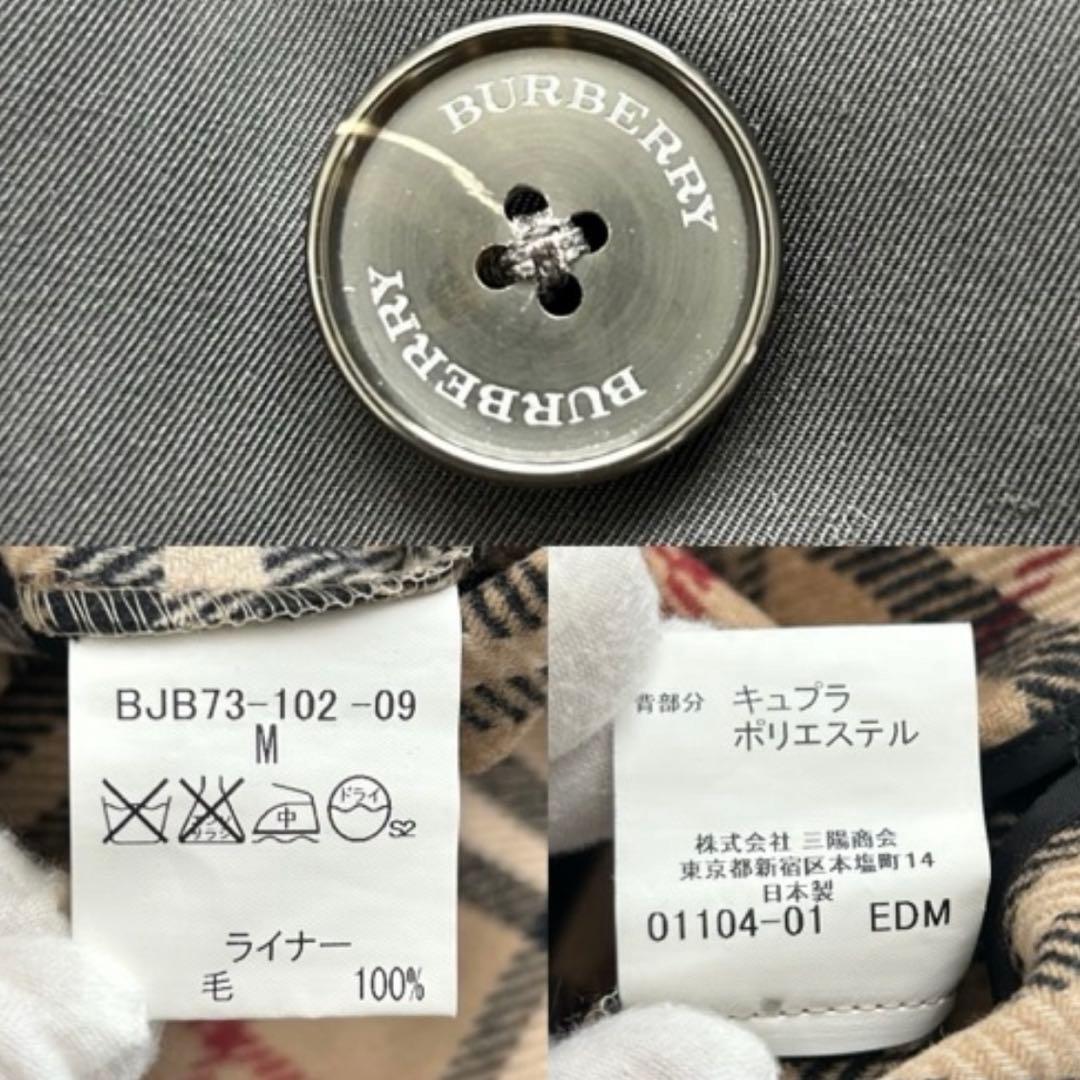 BURBERRY
BURBERRY
BJB73-102-09
M
中
ドライ
S2
ライナー
毛 100%
背部分 キュプラ
ポリエステル
株式会社 三陽商会
東京都新宿区本塩町14
日本製
01104-01 EDM